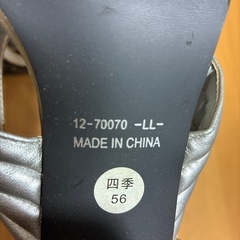 12-70070 -LL-
MADE IN CHINA
四季
56